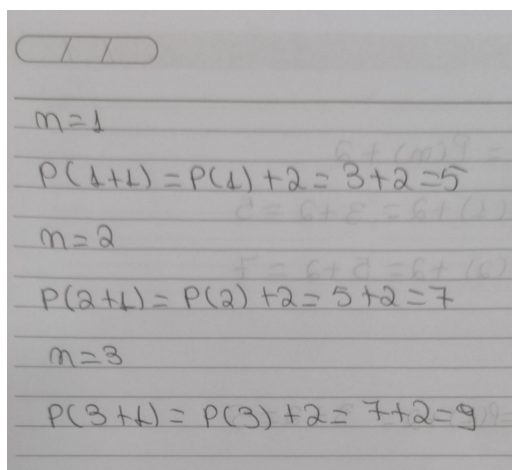 n=1
P(1+1) = P(1) + 2 = 3+2 = 5
n=2
P(2+1) = P(2) + 2 = 5+2 = 7
n=3
P(3+1) = P(3) + 2 = 7+2 = 9